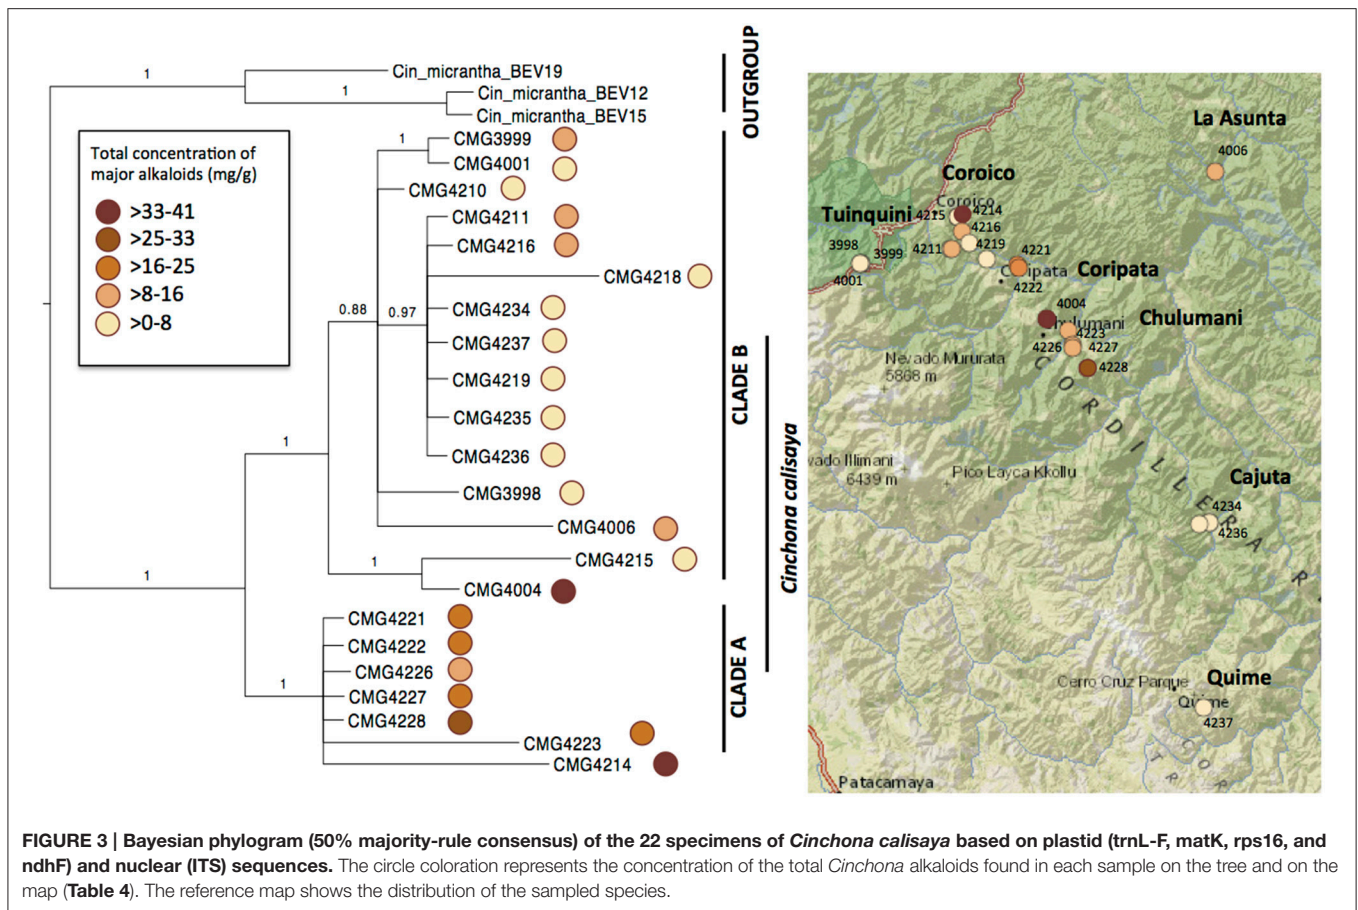 1
Cin_micrantha_BEV19
1
Cin_micrantha_BEV12
Cin_micrantha_BEV15
OUTGROUP
Total concentration of
major alkaloids (mg/g)
>33-41
>25-33
>16-25
>8-16
>0-8
1
CMG3999
CMG4001
CMG4210
CMG4211
CMG4216
CMG4218
0.88
0.97
CMG4234
CMG4237
CMG4219
CMG4235
CMG4236
CMG3998
CMG4006
1
1
CMG4215
CMG4004
CLADE B
1
1
CMG4221
CMG4222
CMG4226
CMG4227
CMG4228
CMG4223
CMG4214
CLADE A
Cinchona calisaya
La Asunta
4006
Coroico
Coroico
4215
4214
Tuinquini
4216
4211
4219
3998
3999
4001
4221
Coripata
4222
4004
Chulumani
4223
4226
4227
4228
Nevado Mururata
5868 m
CORDILLERA
6439 m
Pico Layca Kkollu
Cajuta
4234
4236
Cerro Cruz Parque
Quime
Quime
4237
Patacamaya
FIGURE 3 | Bayesian phylogram (50% majority-rule consensus) of the 22 specimens of Cinchona calisaya based on plastid (trnL-F, matK, rps16, and
ndhF) and nuclear (ITS) sequences. The circle coloration represents the concentration of the total Cinchona alkaloids found in each sample on the tree and on the
map (Table 4). The reference map shows the distribution of the sampled species.